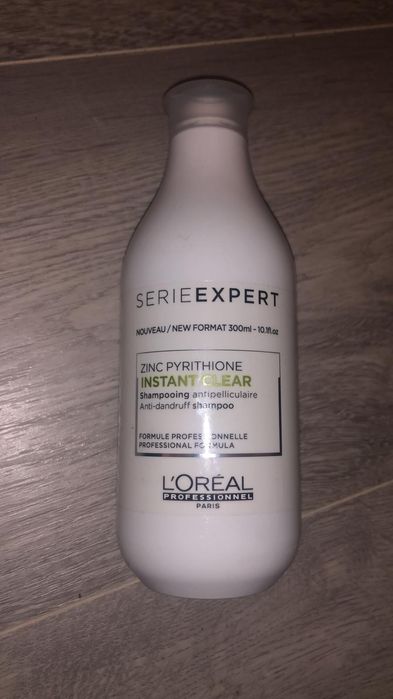 SERIEEXPERT
NOUVEAU / NEW FORMAT 300ml - 10.1fl.oz
ZINC PYRITHIONE
INSTANT CLEAR
Shampooing antipelliculaire
Anti-dandruff shampoo
FORMULE PROFESSIONNELLE
PROFESSIONAL FORMULA
L'ORÉAL
PROFESSIONNEL
PARIS